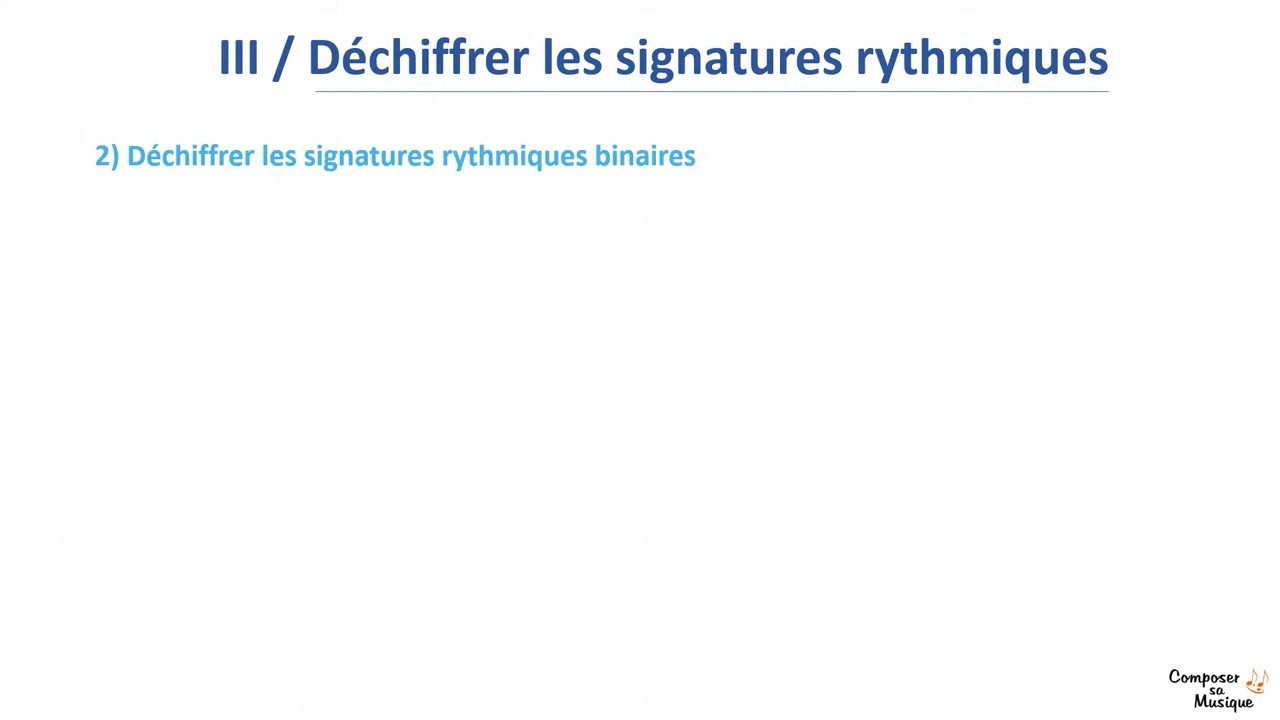 III / Déchiffrer les signatures rythmiques
2) Déchiffrer les signatures rythmiques binaires
Composer
sa
Musique